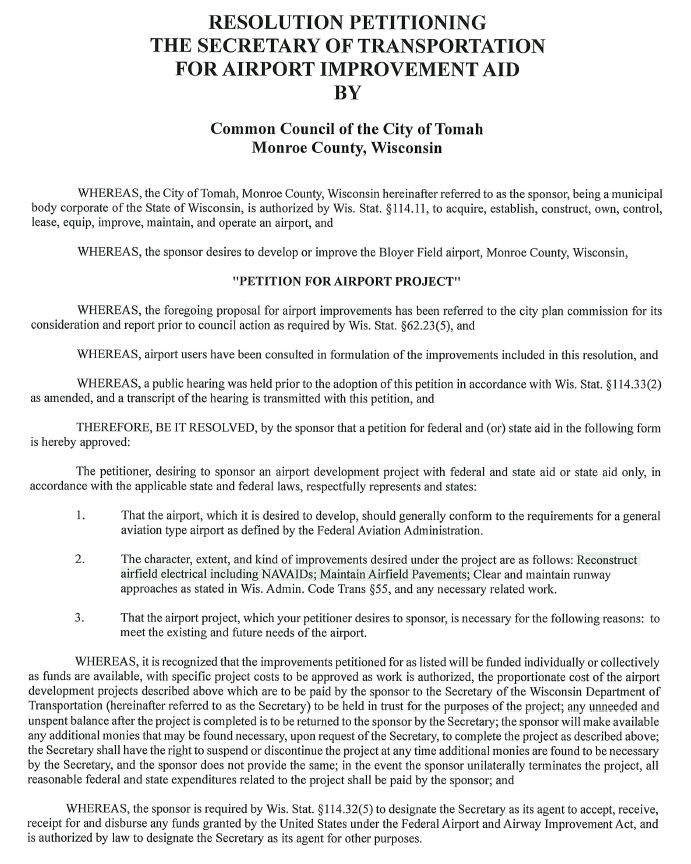 RESOLUTION PETITIONING
THE SECRETARY OF TRANSPORTATION
FOR AIRPORT IMPROVEMENT AID
BY
Common Council of the City of Tomah
Monroe County, Wisconsin
WHEREAS, the City of Tomah, Monroe County, Wisconsin hereinafter referred to as the sponsor, being a municipal
body corporate of the State of Wisconsin, is authorized by Wis. Stat. §114.11, to acquire, establish, construct, own, control,
lease, equip, improve, maintain, and operate an airport, and
WHEREAS, the sponsor desires to develop or improve the Bloyer Field airport, Monroe County, Wisconsin,
"PETITION FOR AIRPORT PROJECT"
WHEREAS, the foregoing proposal for airport improvements has been referred to the city plan commission for its
consideration and report prior to council action as required by Wis. Stat. §62.23(5), and
WHEREAS, airport users have been consulted in formulation of the improvements included in this resolution, and
WHEREAS, a public hearing was held prior to the adoption of this petition in accordance with Wis. Stat. §114.33(2)
as amended, and a transcript of the hearing is transmitted with this petition, and
THEREFORE, BE IT RESOLVED, by the sponsor that a petition for federal and (or) state aid in the following form
is hereby approved:
The petitioner, desiring to sponsor an airport development project with federal and state aid or state aid only, in
accordance with the applicable state and federal laws, respectfully represents and states:
1. That the airport, which it is desired to develop, should generally conform to the requirements for a general
aviation type airport as defined by the Federal Aviation Administration.
2. The character, extent, and kind of improvements desired under the project are as follows: Reconstruct
airfield electrical including NAVAIDs; Maintain Airfield Pavements; Clear and maintain runway
approaches as stated in Wis. Admin. Code Trans §55, and any necessary related work.
3. That the airport project, which your petitioner desires to sponsor, is necessary for the following reasons: to
meet the existing and future needs of the airport.
WHEREAS, it is recognized that the improvements petitioned for as listed will be funded individually or collectively
as funds are available, with specific project costs to be approved as work is authorized, the proportionate cost of the airport
development projects described above which are to be paid by the sponsor to the Secretary of the Wisconsin Department of
Transportation (hereinafter referred to as the Secretary) to be held in trust for the purposes of the project; any unneeded and
unspent balance after the project is completed is to be returned to the sponsor by the Secretary; the sponsor will make available
any additional monies that may be found necessary, upon request of the Secretary, to complete the project as described above;
the Secretary shall have the right to suspend or discontinue the project at any time additional monies are found to be necessary
by the Secretary, and the sponsor does not provide the same; in the event the sponsor unilaterally terminates the project, all
reasonable federal and state expenditures related to the project shall be paid by the sponsor; and
WHEREAS, the sponsor is required by Wis. Stat. §114.32(5) to designate the Secretary as its agent to accept, receive,
receipt for and disburse any funds granted by the United States under the Federal Airport and Airway Improvement Act, and
is authorized by law to designate the Secretary as its agent for other purposes.